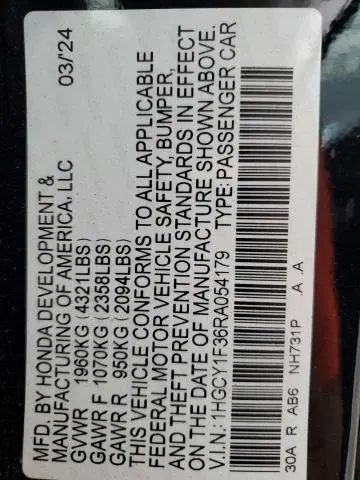 MFD. BY HONDA DEVELOPMENT & 03/24
MANUFACTURING OF AMERICA, LLC
GVWR 1960KG (4321LBS)
GAWR F 1070KG (2358LBS)
GAWR R 950KG (2094LBS)
THIS VEHICLE CONFORMS TO ALL APPLICABLE
FEDERAL MOTOR VEHICLE SAFETY, BUMPER,
AND THEFT PREVENTION STANDARDS IN EFFECT
ON THE DATE OF MANUFACTURE SHOWN ABOVE.
V.I.N.: 1HGCY1F36RA054179 TYPE: PASSENGER CAR
30A R AB6 NH731P .A .A